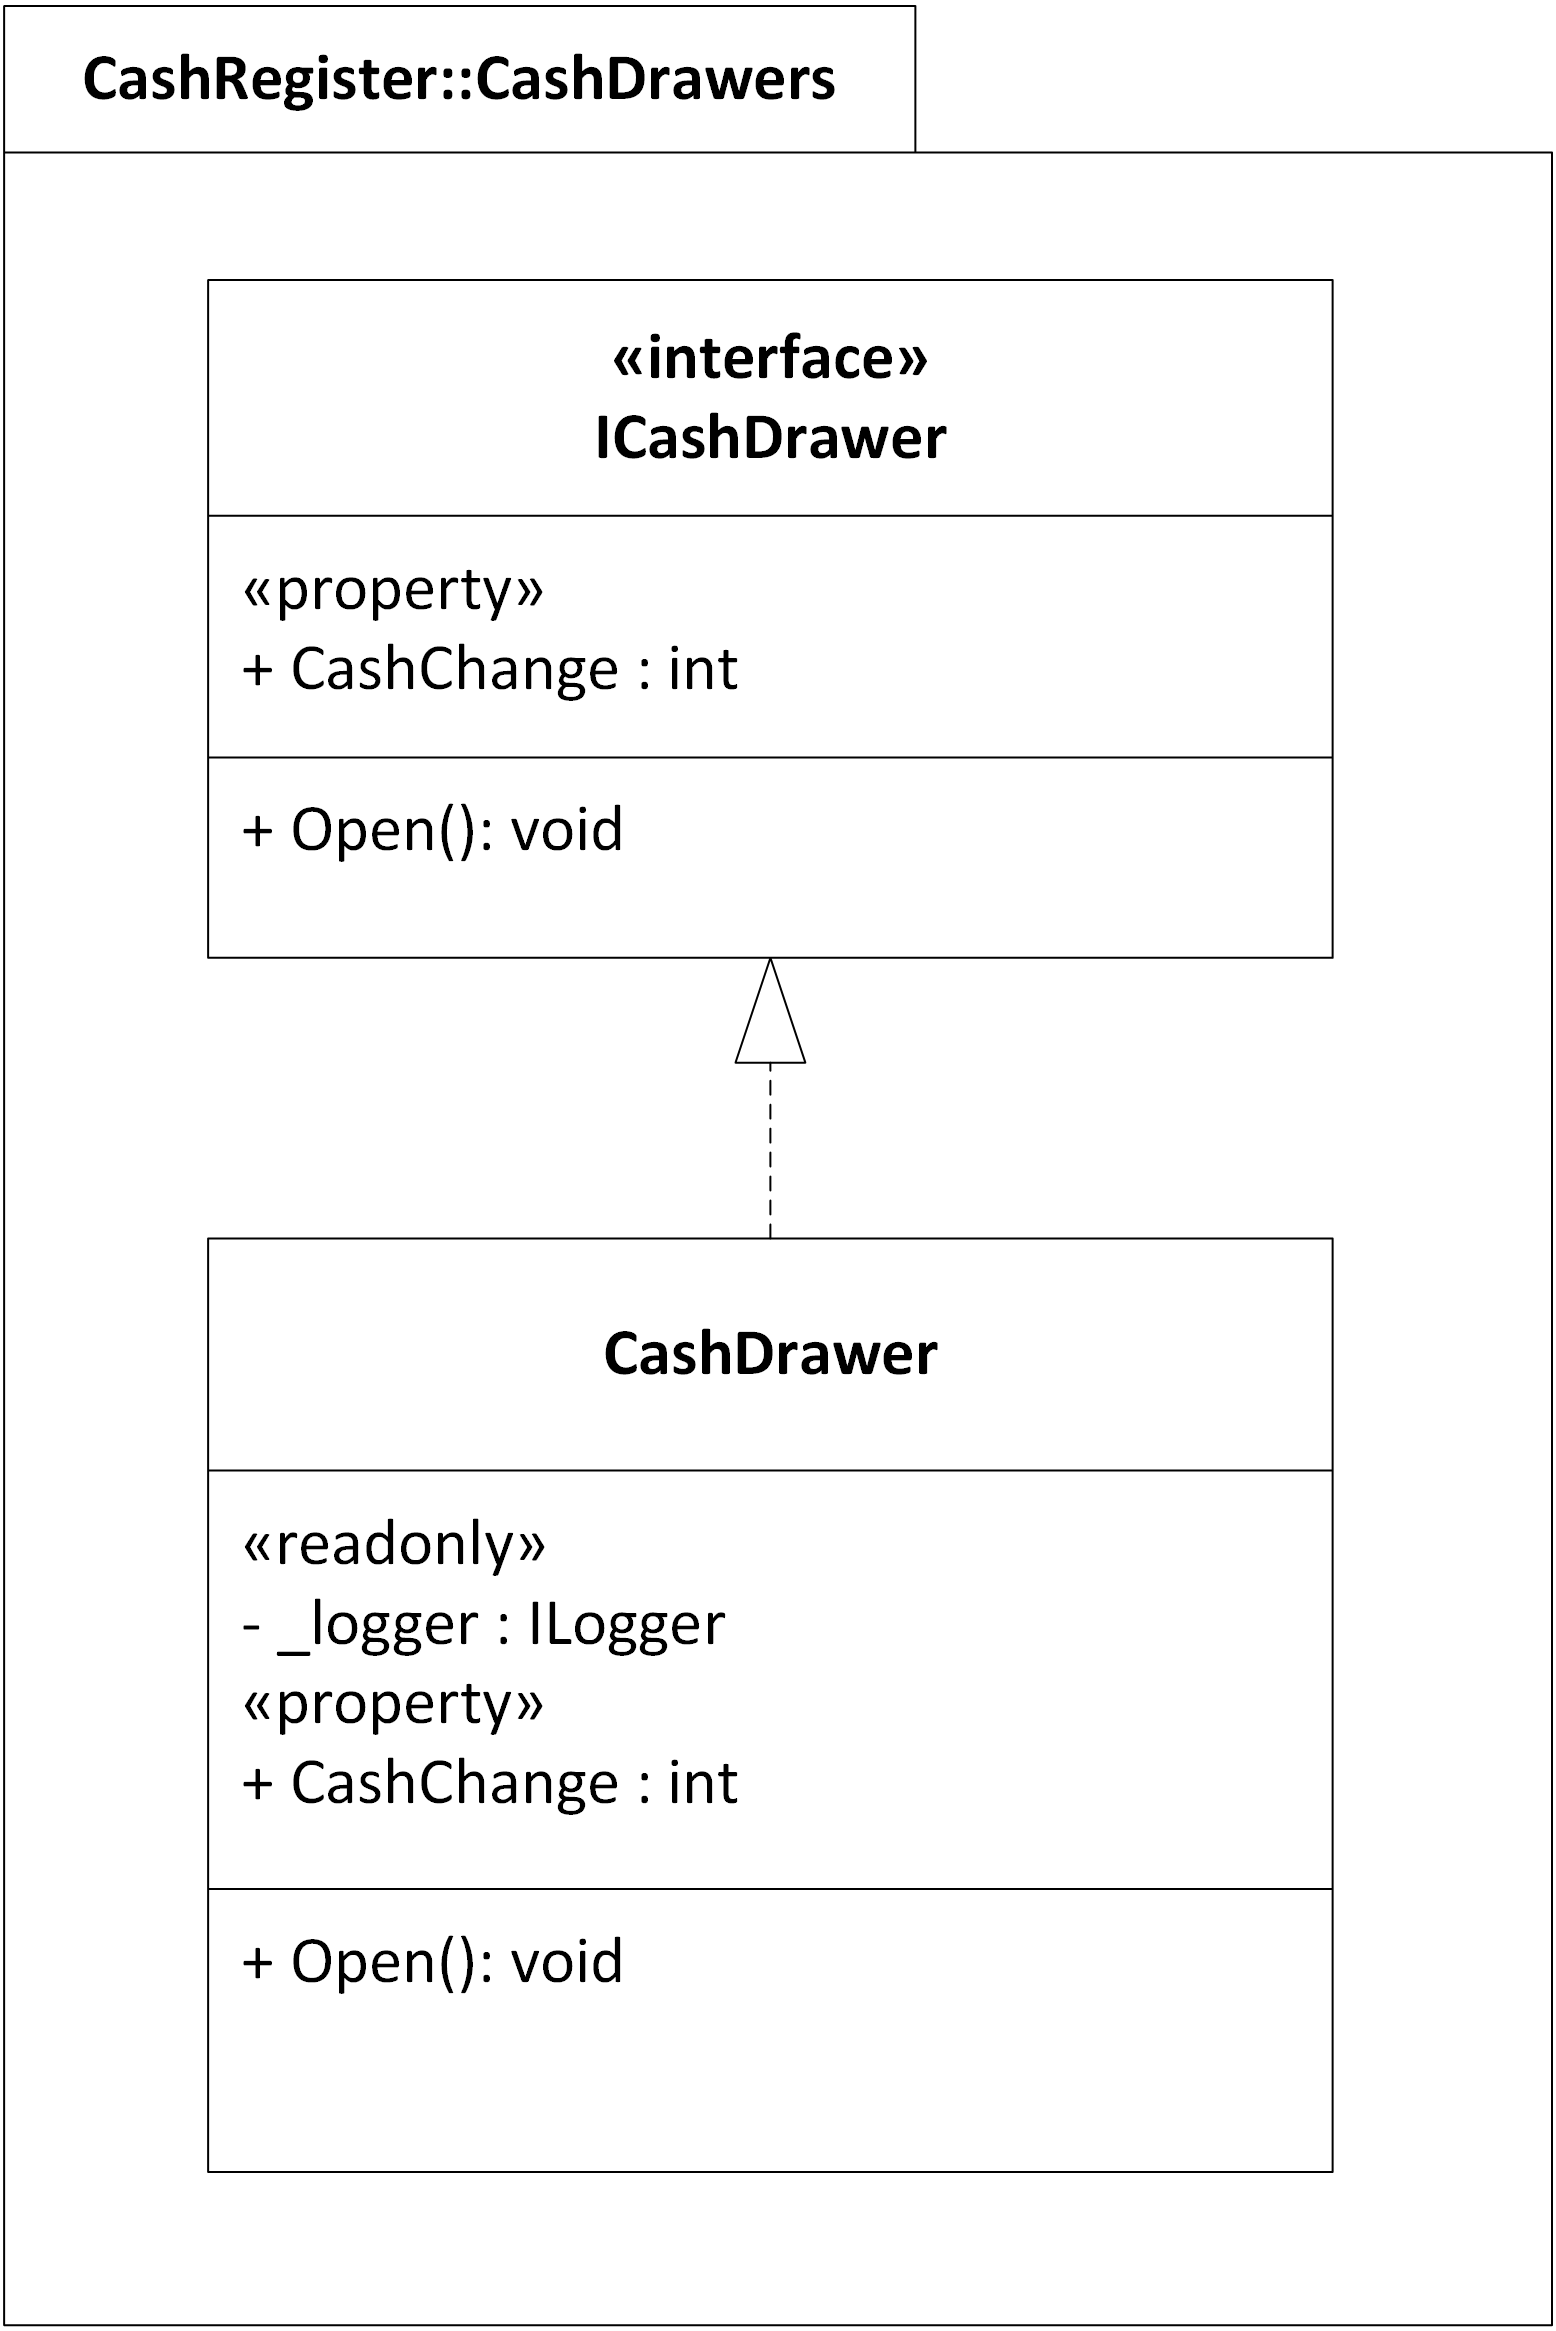 CashRegister::CashDrawers
«interface»
ICashDrawer
«property»
+ CashChange : int
+ Open(): void
CashDrawer
«readonly»
- _logger : ILogger
«property»
+ CashChange : int
+ Open(): void